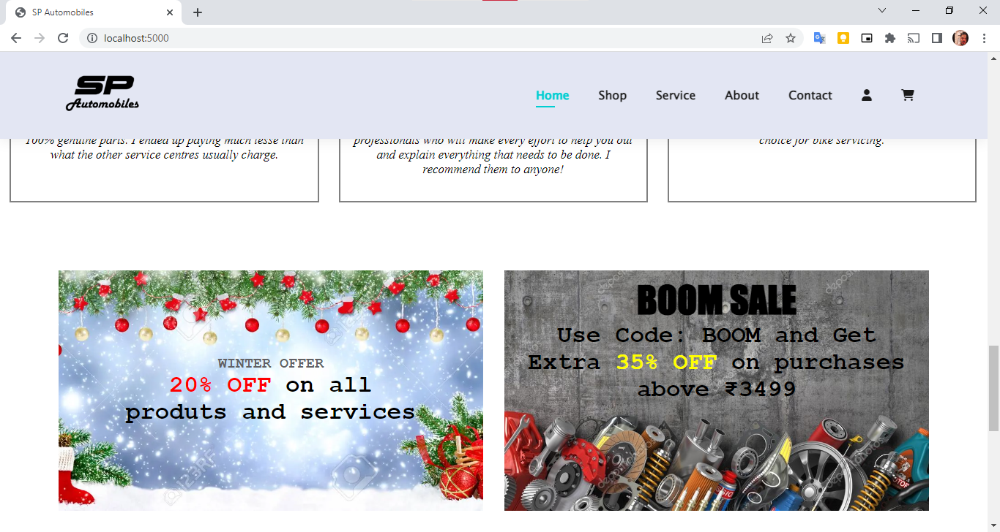 SP Automobiles
localhost:5000
SP
Automobiles
Home Shop Service About Contact
100% genuine parts. I ended up paying much lesse than
what the other service centres usually charge.
professionals who will make every effort to help you out
and explain everything that needs to be done. I
recommend them to anyone!
choice for bike servicing.
WINTER OFFER
20% OFF on all
produts and services
123RF
BOOM SALE
Use Code: BOOM and Get
Extra 35% OFF on purchases
above ₹3499